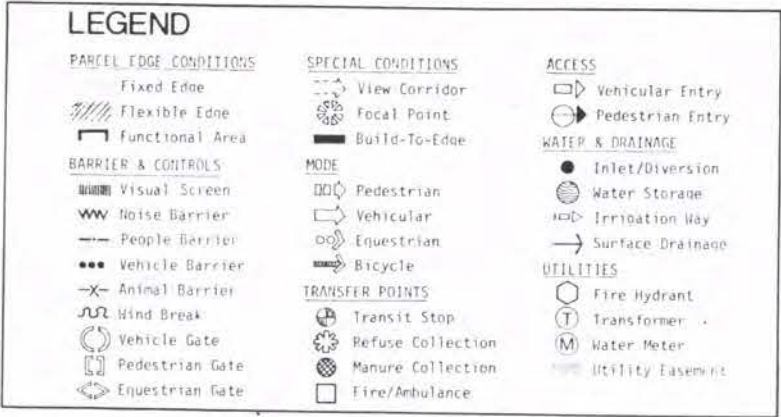 LEGEND
PARCEL EDGE CONDITIONS
Fixed Edge
Flexible Edge
Functional Area
BARRIER & CONTROLS
Visual Screen
Noise Barrier
People Barrier
Vehicle Barrier
Animal Barrier
Wind Break
Vehicle Gate
Pedestrian Gate
Equestrian Gate
SPECIAL CONDITIONS
View Corridor
Focal Point
Build-To-Edge
MODE
Pedestrian
Vehicular
Equestrian
Bicycle
TRANSFER POINTS
Transit Stop
Refuse Collection
Manure Collection
Fire/Ambulance
ACCESS
Vehicular Entry
Pedestrian Entry
WATER & DRAINAGE
Inlet/Diversion
Water Storage
Irrigation Way
Surface Drainage
UTILITIES
Fire Hydrant
T Transformer
M Water Meter
Utility Easement